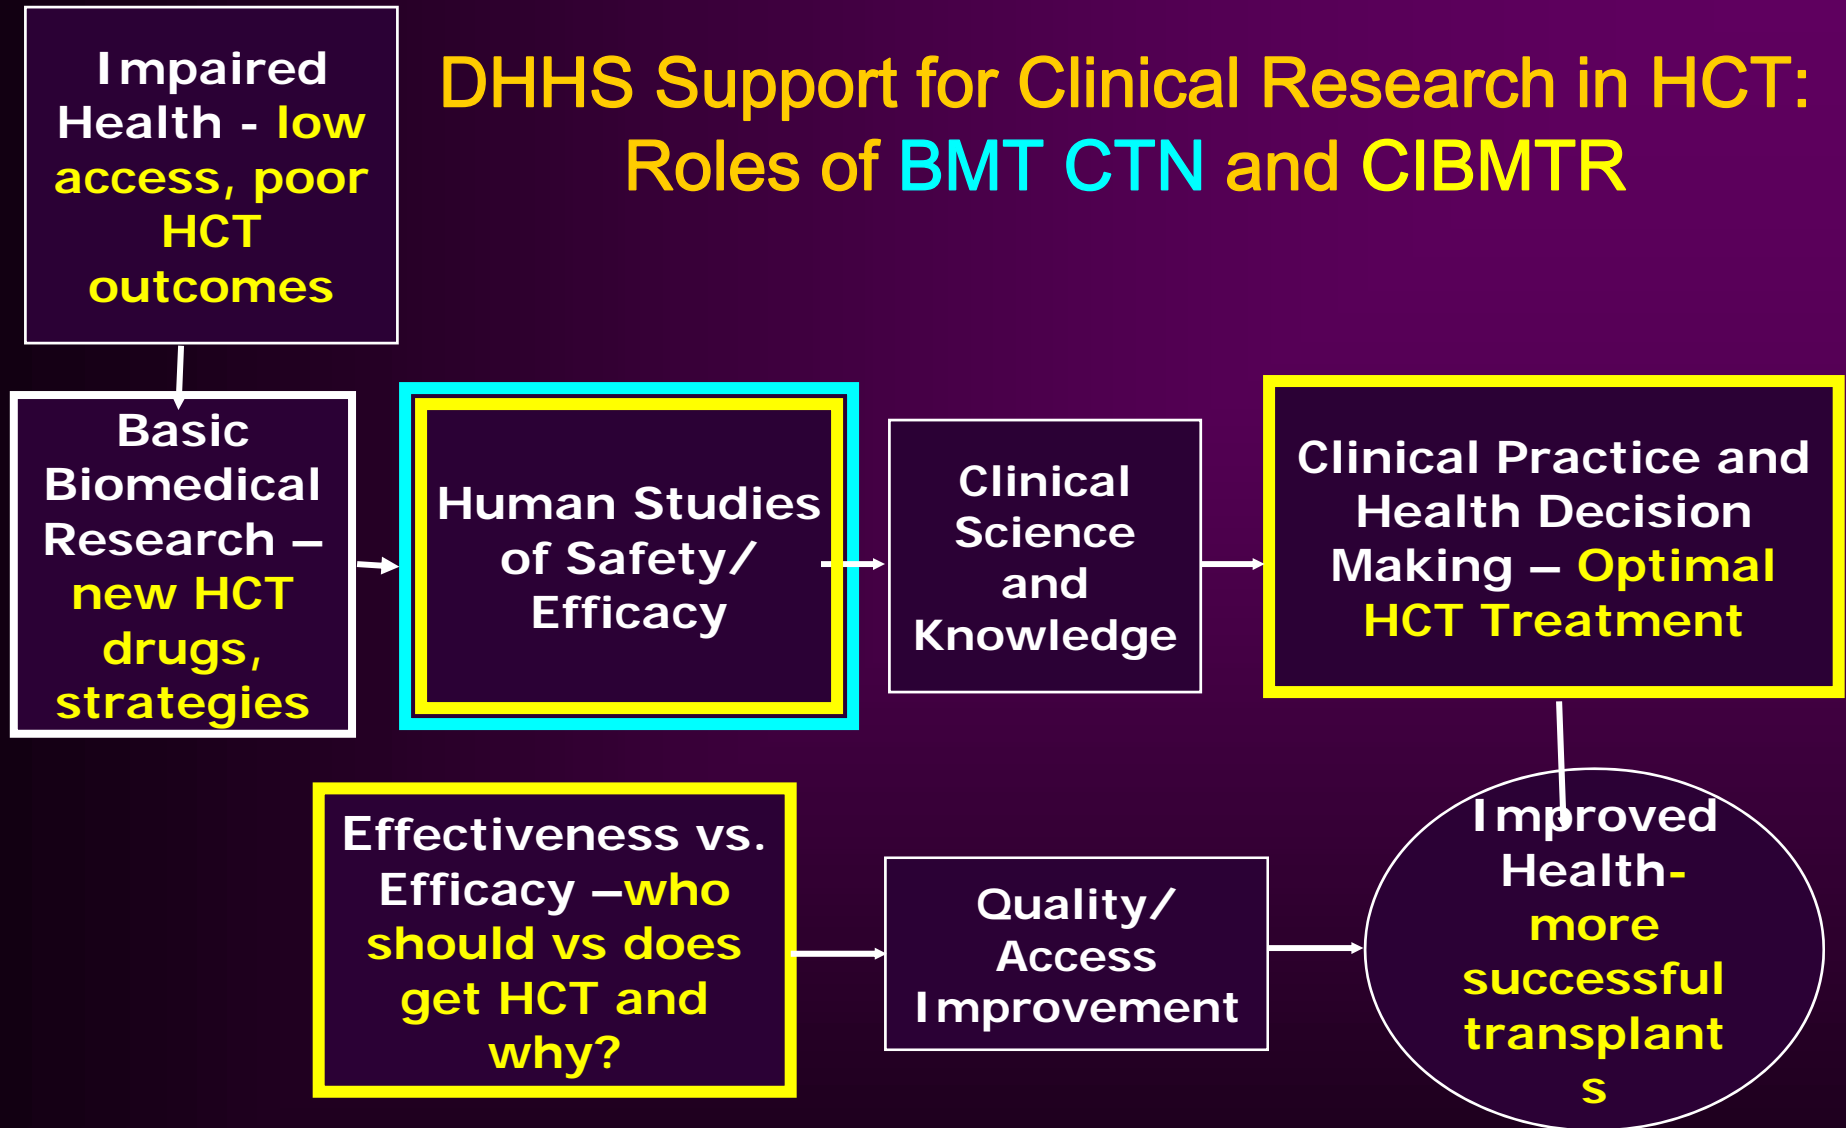 DHHS Support for Clinical Research in HCT:
Roles of BMT CTN and CIBMTR
Impaired
Health - low
access, poor
HCT
outcomes
Basic
Biomedical
Research –
new HCT
drugs,
strategies
Human Studies
of Safety/
Efficacy
Clinical
Science
and
Knowledge
Clinical Practice and
Health Decision
Making – Optimal
HCT Treatment
Effectiveness vs.
Efficacy –who
should vs does
get HCT and
why?
Quality/
Access
Improvement
Improved
Health-
more
successful
transplant
s